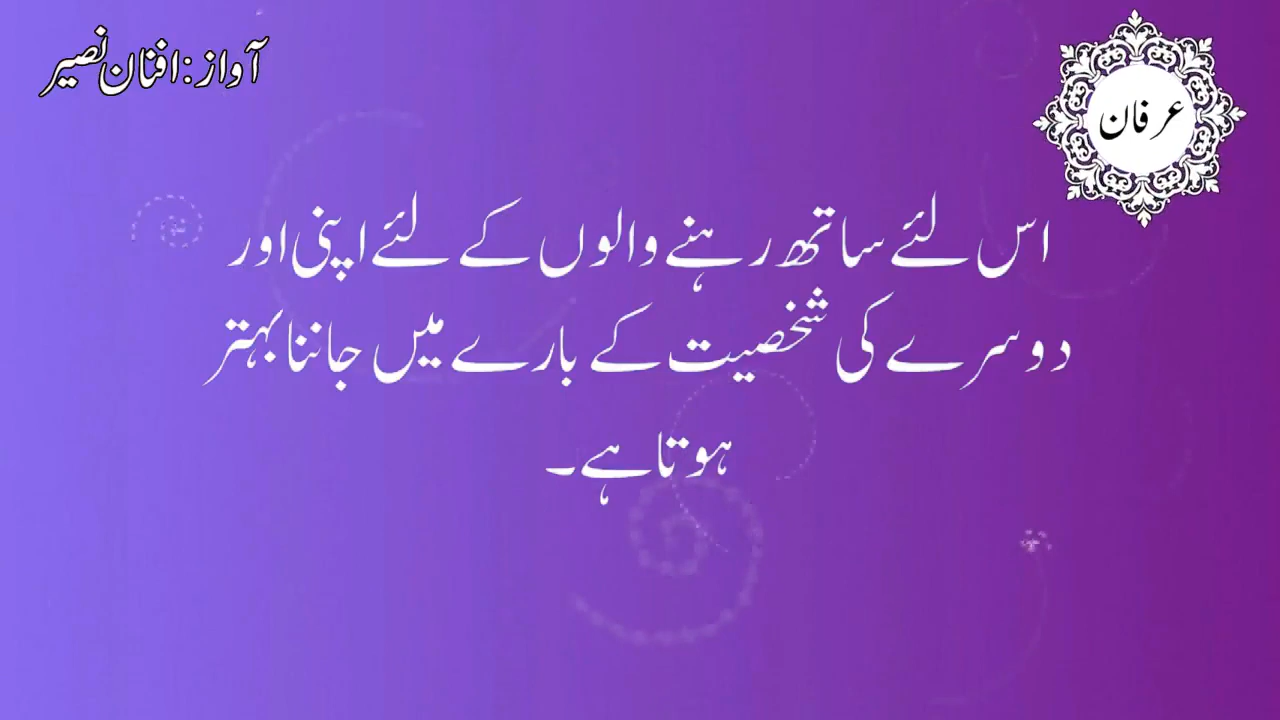 آواز: افنان نصیر
عرفان
اس لئے ساتھ رہنے والوں کے لئے اپنی اور
دوسرے کی شخصیت کے بارے میں جاننا بہتر
ہوتا ہے۔